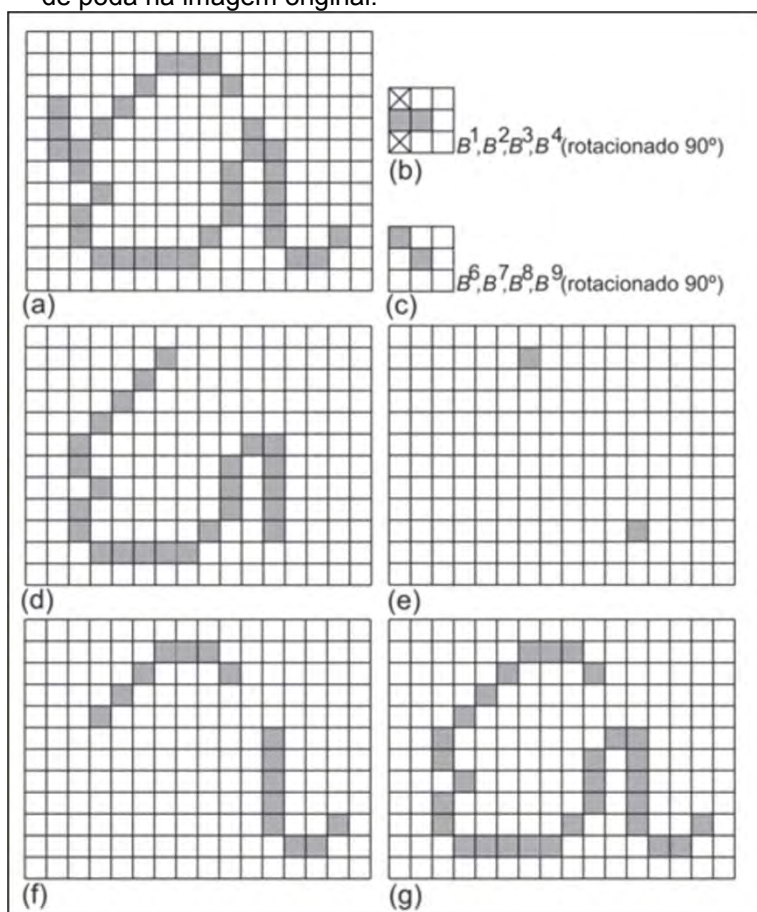 de poda na imagem original.
B1,B2,B3,B4(rotacionado 90º)
(b)
B6,B7,B8,B9(rotacionado 90º)
(a)
(c)
(d)
(e)
(f)
(g)